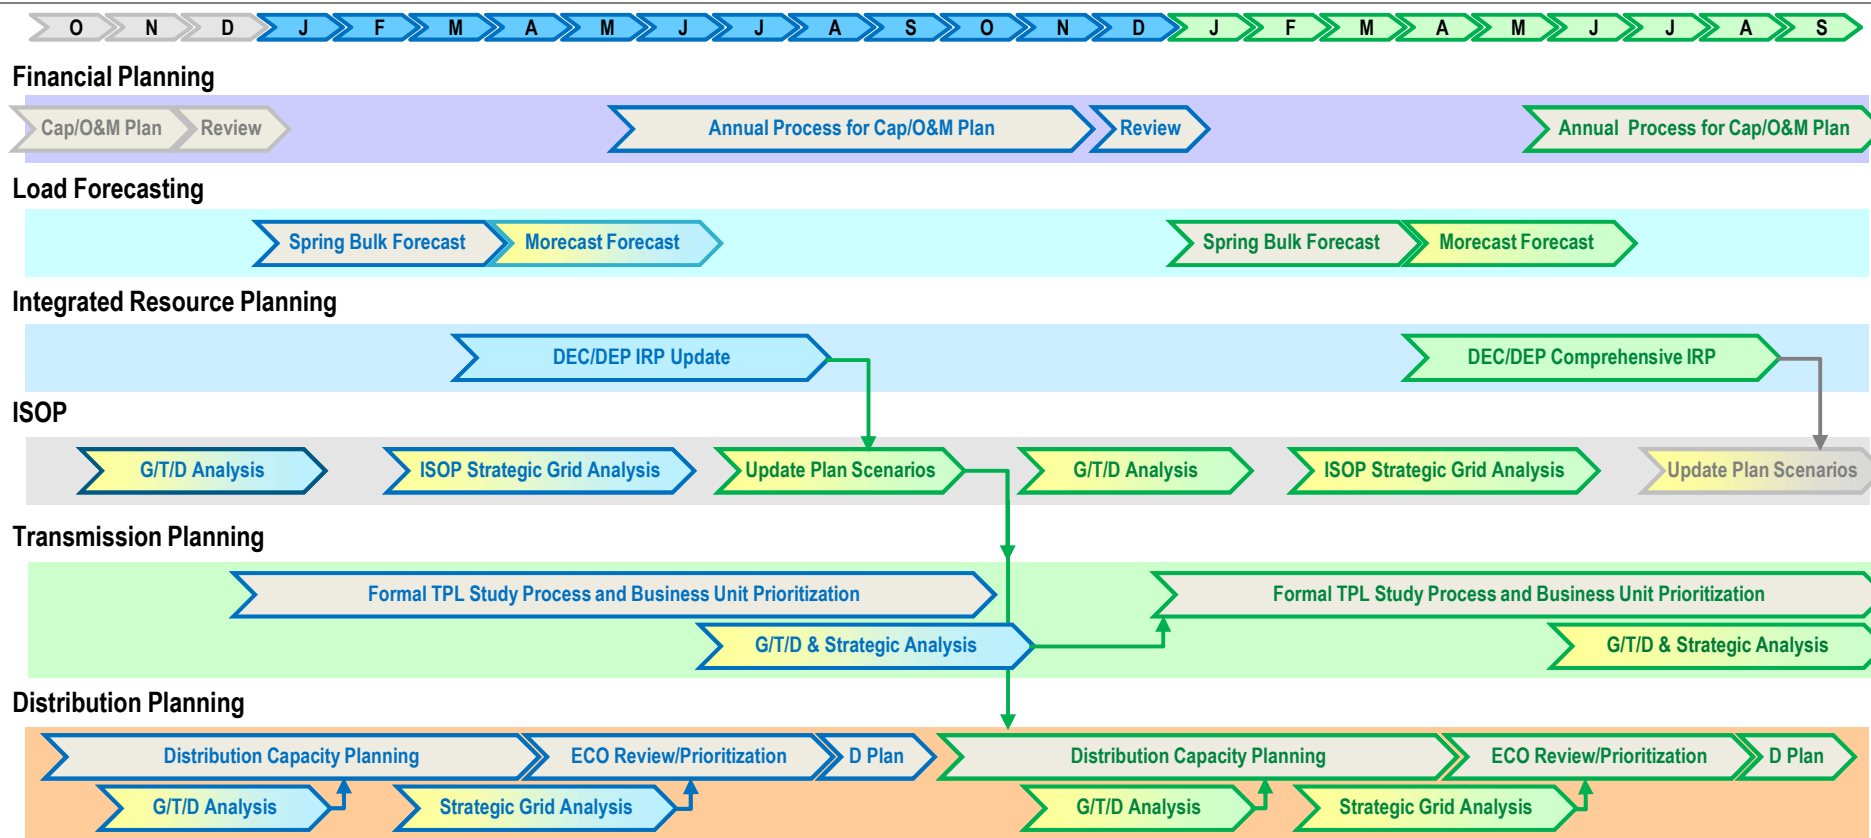 O N D J F M A M J J A S O N D J F M A M J J A S
Financial Planning
Cap/O&M Plan Review Annual Process for Cap/O&M Plan Review Annual Process for Cap/O&M Plan
Load Forecasting
Spring Bulk Forecast Morecast Forecast Spring Bulk Forecast Morecast Forecast
Integrated Resource Planning
DEC/DEP IRP Update DEC/DEP Comprehensive IRP
ISOP
G/T/D Analysis ISOP Strategic Grid Analysis Update Plan Scenarios G/T/D Analysis ISOP Strategic Grid Analysis Update Plan Scenarios
Transmission Planning
Formal TPL Study Process and Business Unit Prioritization Formal TPL Study Process and Business Unit Prioritization
G/T/D & Strategic Analysis G/T/D & Strategic Analysis
Distribution Planning
Distribution Capacity Planning ECO Review/Prioritization D Plan Distribution Capacity Planning ECO Review/Prioritization D Plan
G/T/D Analysis Strategic Grid Analysis G/T/D Analysis Strategic Grid Analysis